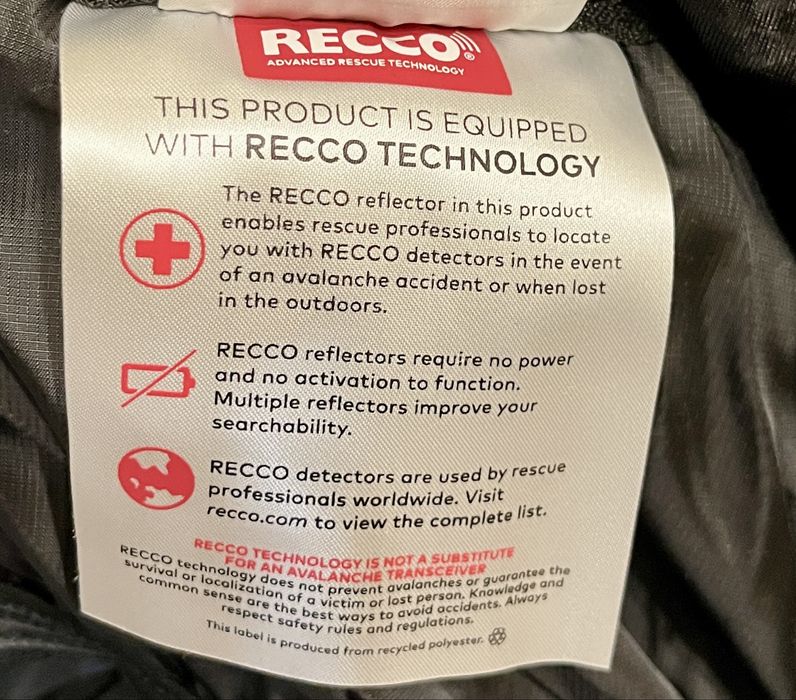 RECCO®
ADVANCED RESCUE TECHNOLOGY
THIS PRODUCT IS EQUIPPED
WITH RECCO TECHNOLOGY
The RECCO reflector in this product
enables rescue professionals to locate
you with RECCO detectors in the event
of an avalanche accident or when lost
in the outdoors.
RECCO reflectors require no power
and no activation to function.
Multiple reflectors improve your
searchability.
RECCO detectors are used by rescue
professionals worldwide. Visit
recco.com to view the complete list.
RECCO TECHNOLOGY IS NOT A SUBSTITUTE
FOR AN AVALANCHE TRANSCEIVER
RECCO technology does not prevent avalanches or guarantee the
survival or localization of a victim or lost person. Knowledge and
common sense are the best ways to avoid accidents. Always
respect safety rules and regulations.
This label is produced from recycled polyester.